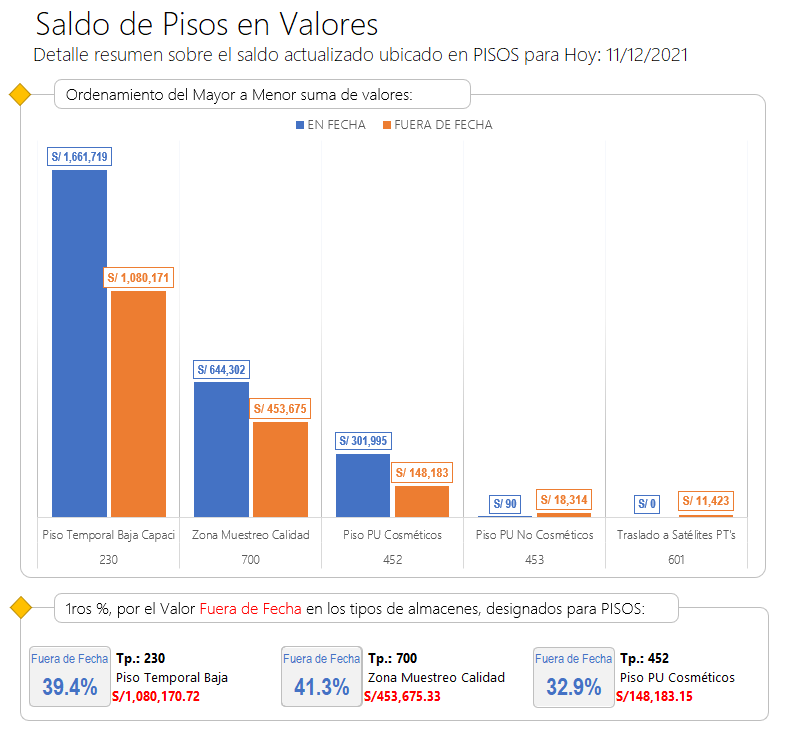 Saldo de Pisos en Valores
Detalle resumen sobre el saldo actualizado ubicado en PISOS para Hoy: 11/12/2021
Ordenamiento del Mayor a Menor suma de valores:
EN FECHA FUERA DE FECHA
S/ 1,661,719
S/ 1,080,171
S/ 644,302
S/ 453,675
S/ 301,995
S/ 148,183
S/ 90
S/ 18,314
S/ 0
S/ 11,423
Piso Temporal Baja Capaci Zona Muestreo Calidad Piso PU Cosméticos Piso PU No Cosméticos Traslado a Satélites PT's
230 700 452 453 601
1ros %, por el Valor Fuera de Fecha en los tipos de almacenes, designados para PISOS:
Fuera de Fecha
39.4%
Tp.: 230
Piso Temporal Baja
S/1,080,170.72
Fuera de Fecha
41.3%
Tp.: 700
Zona Muestreo Calidad
S/453,675.33
Fuera de Fecha
32.9%
Tp.: 452
Piso PU Cosméticos
S/148,183.15